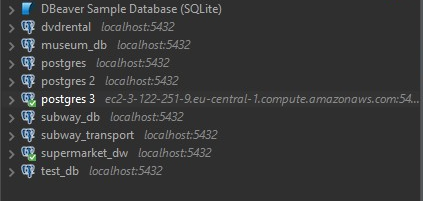 DBeaver Sample Database (SQLite)
dvdrental localhost:5432
museum_db localhost:5432
postgres localhost:5432
postgres 2 localhost:5432
postgres 3 ec2-3-122-251-9.eu-central-1.compute.amazonaws.com:54...
subway_db localhost:5432
subway_transport localhost:5432
supermarket_dw localhost:5432
test_db localhost:5432